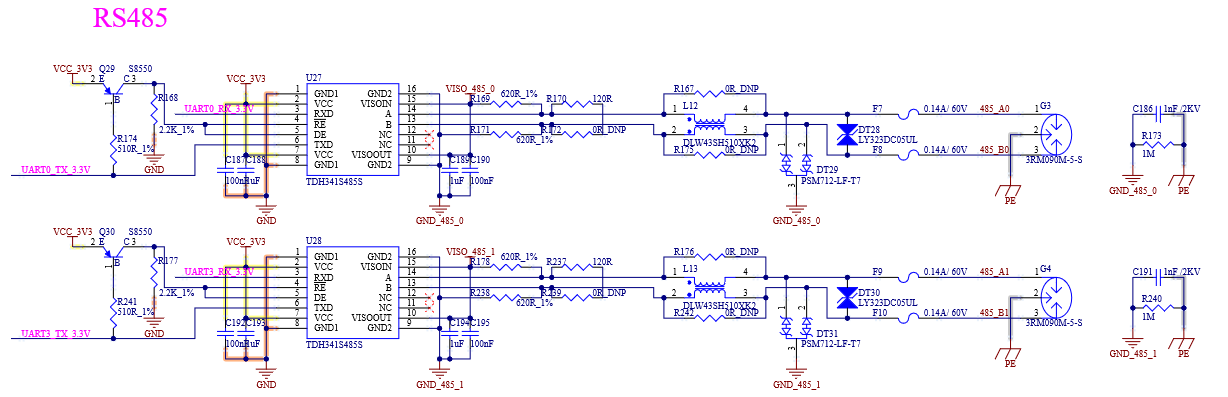 RS485
VCC_3V3 Q29 S8550
2 E C 3
1 B
R168
2.2K_1%
R174
510R_1%
GND
UART0_RX_3.3V
UART0_TX_3.3V
VCC_3V3
U27
1 GND1 GND2 16
2 VCC VISOIN 15
3 RXD A 14
4 RE B 13
5 DE NC 12
6 TXD NC 11
7 VCC VISOOUT 10
8 GND1 GND2 9
TDH341S485S
C187 C188
100nF 1uF
GND
VISO_485_0
R169 620R_1% R170 120R
R171 620R_1% R172 0R_DNP
C189 C190
1uF 100nF
GND_485_0
R167 0R_DNP
L12
1 4
2 3
DLW43SH510XK2
R175 0R_DNP
1 2
3
DT29
PSM712-LF-T7
GND_485_0
DT28
LY323DC05UL
F7 0.14A/ 60V 485_A0
F8 0.14A/ 60V 485_B0
G3
1
2
3
3RM090M-5-S
PE
C186 1nF/2KV
R173
1M
GND_485_0 PE
VCC_3V3 Q30 S8550
2 E C 3
1 B
R177
2.2K_1%
R241
510R_1%
GND
UART3_RX_3.3V
UART3_TX_3.3V
VCC_3V3
U28
1 GND1 GND2 16
2 VCC VISOIN 15
3 RXD A 14
4 RE B 13
5 DE NC 12
6 TXD NC 11
7 VCC VISOOUT 10
8 GND1 GND2 9
TDH341S485S
C192 C193
100nF 1uF
GND
VISO_485_1
R178 620R_1% R237 120R
R238 620R_1% R239 0R_DNP
C194 C195
1uF 100nF
GND_485_1
R176 0R_DNP
L13
1 4
2 3
DLW43SH510XK2
R242 0R_DNP
1 2
3
DT31
PSM712-LF-T7
GND_485_1
DT30
LY323DC05UL
F9 0.14A/ 60V 485_A1
F10 0.14A/ 60V 485_B1
G4
1
2
3
3RM090M-5-S
PE
C191 1nF/2KV
R240
1M
GND_485_1 PE